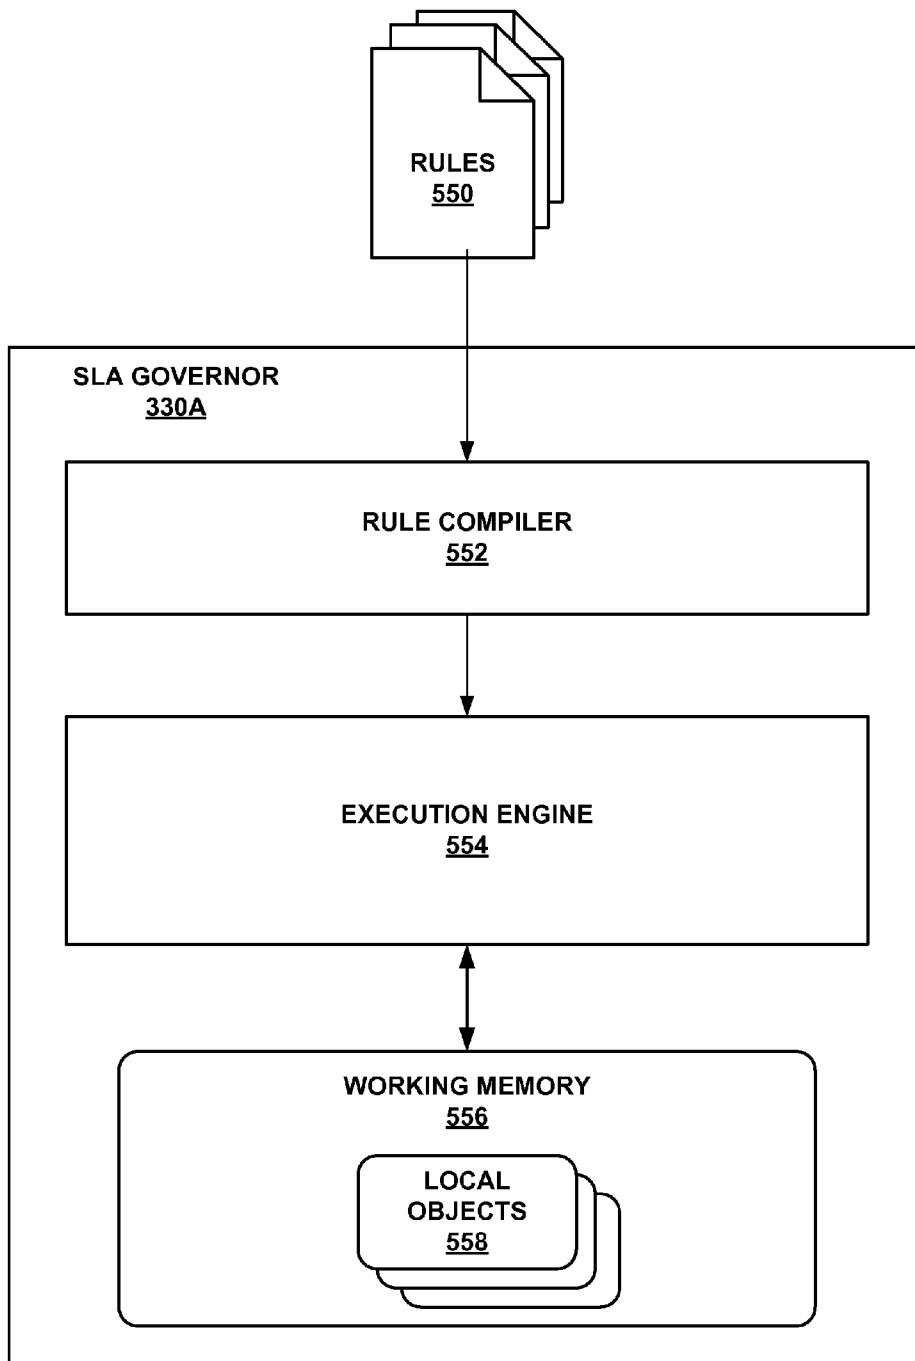 RULES
550
SLA GOVERNOR
330A
RULE COMPILER
552
EXECUTION ENGINE
554
WORKING MEMORY
556
LOCAL
OBJECTS
558